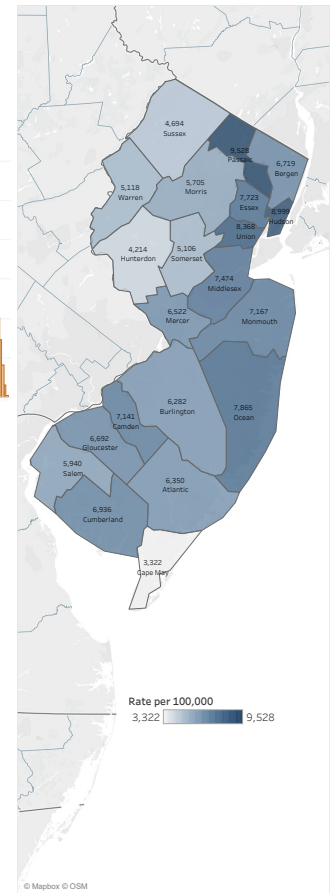 4,694
Sussex
9,528
Passaic
6,719
Bergen
5,118
Warren
5,705
Morris
7,723
Essex
8,999
Hudson
8,368
Union
4,214
Hunterdon
5,106
Somerset
7,474
Middlesex
6,522
Mercer
7,167
Monmouth
6,282
Burlington
7,865
Ocean
7,141
Camden
6,692
Gloucester
5,940
Salem
6,350
Atlantic
6,936
Cumberland
3,322
Cape May
Rate per 100,000
3,322 9,528
© Mapbox © OSM